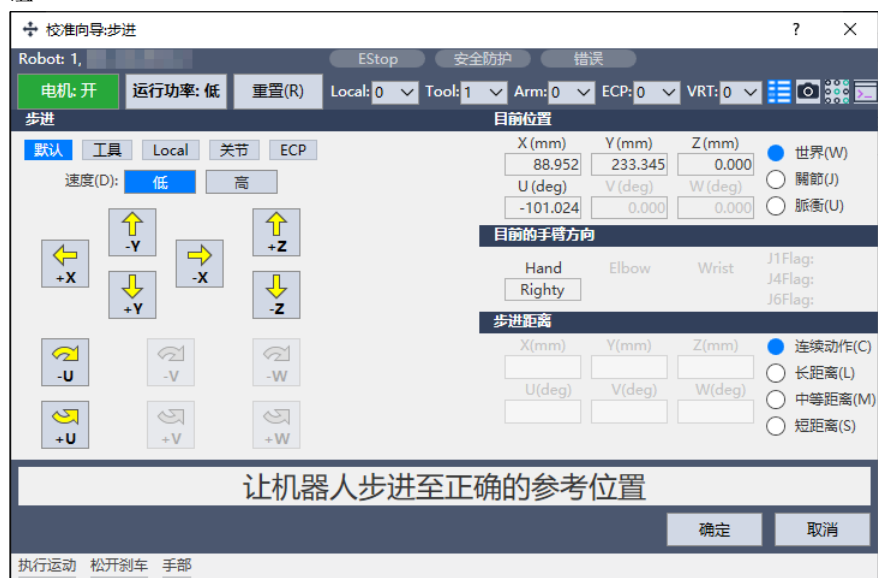 校准向导:步进 ?
Robot: 1,
EStop 安全防护 错误
电机: 开 运行功率: 低 重置(R) Local: 0 Tool: 1 Arm: 0 ECP: 0 VRT: 0
步进 目前位置
默认 工具 Local 关节 ECP
速度(D): 低 高
X (mm) Y (mm) Z (mm)
88.952 233.345 0.000
U (deg) V (deg) W (deg)
-101.024 0.000 0.000
世界(W)
關節(J)
脈衝(U)
-Y +Z
+X -X
+Y -Z
目前的手臂方向
Hand Elbow Wrist
Righty
J1Flag:
J4Flag:
J6Flag:
步进距离
-U -V -W
+U +V +W
X(mm) Y(mm) Z(mm)
U(deg) V(deg) W(deg)
连续动作(C)
长距离(L)
中等距离(M)
短距离(S)
让机器人步进至正确的参考位置
确定 取消
执行运动 松开刹车 手部